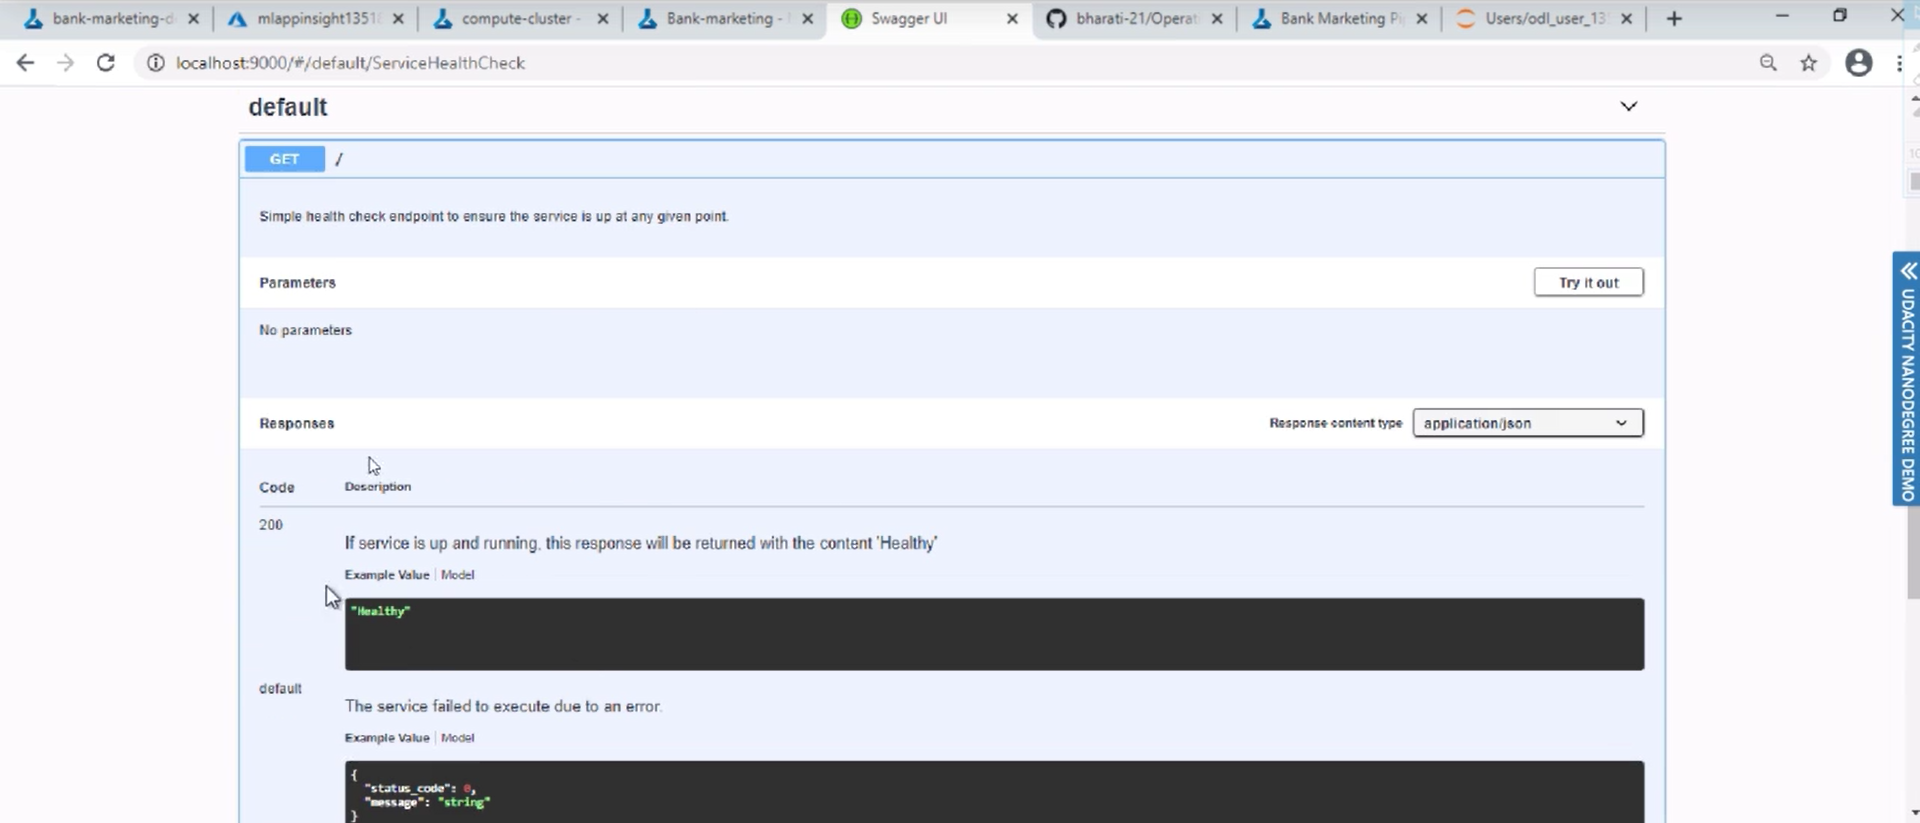 bank-marketing-d
mlappinsight13518
compute-cluster -
Bank-marketing -
Swagger UI
bharati-21/Operat
Bank Marketing Pi
Users/odl_user_13
localhost:9000/#/default/ServiceHealthCheck
default
GET /
Simple health check endpoint to ensure the service is up at any given point.
Parameters
Try it out
No parameters
Responses
Response content type
application/json
Code
Description
200
If service is up and running, this response will be returned with the content 'Healthy'
Example Value | Model
"Healthy"
default
The service failed to execute due to an error.
Example Value | Model
{
"status_code": 0,
"message": "string"
}
UDACITY NANODEGREE DEMO